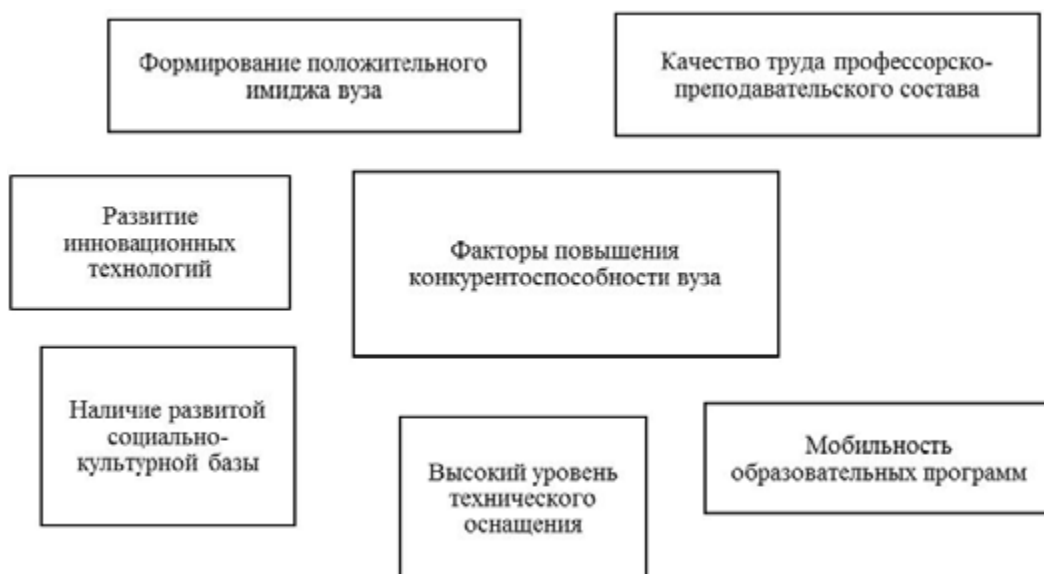 Формирование положительного
имиджа вуза
Качество труда профессорско-
преподавательского состава
Развитие
инновационных
технологий
Факторы повышения
конкурентоспособности вуза
Наличие развитой
социально-
культурной базы
Высокий уровень
технического
оснащения
Мобильность
образовательных программ